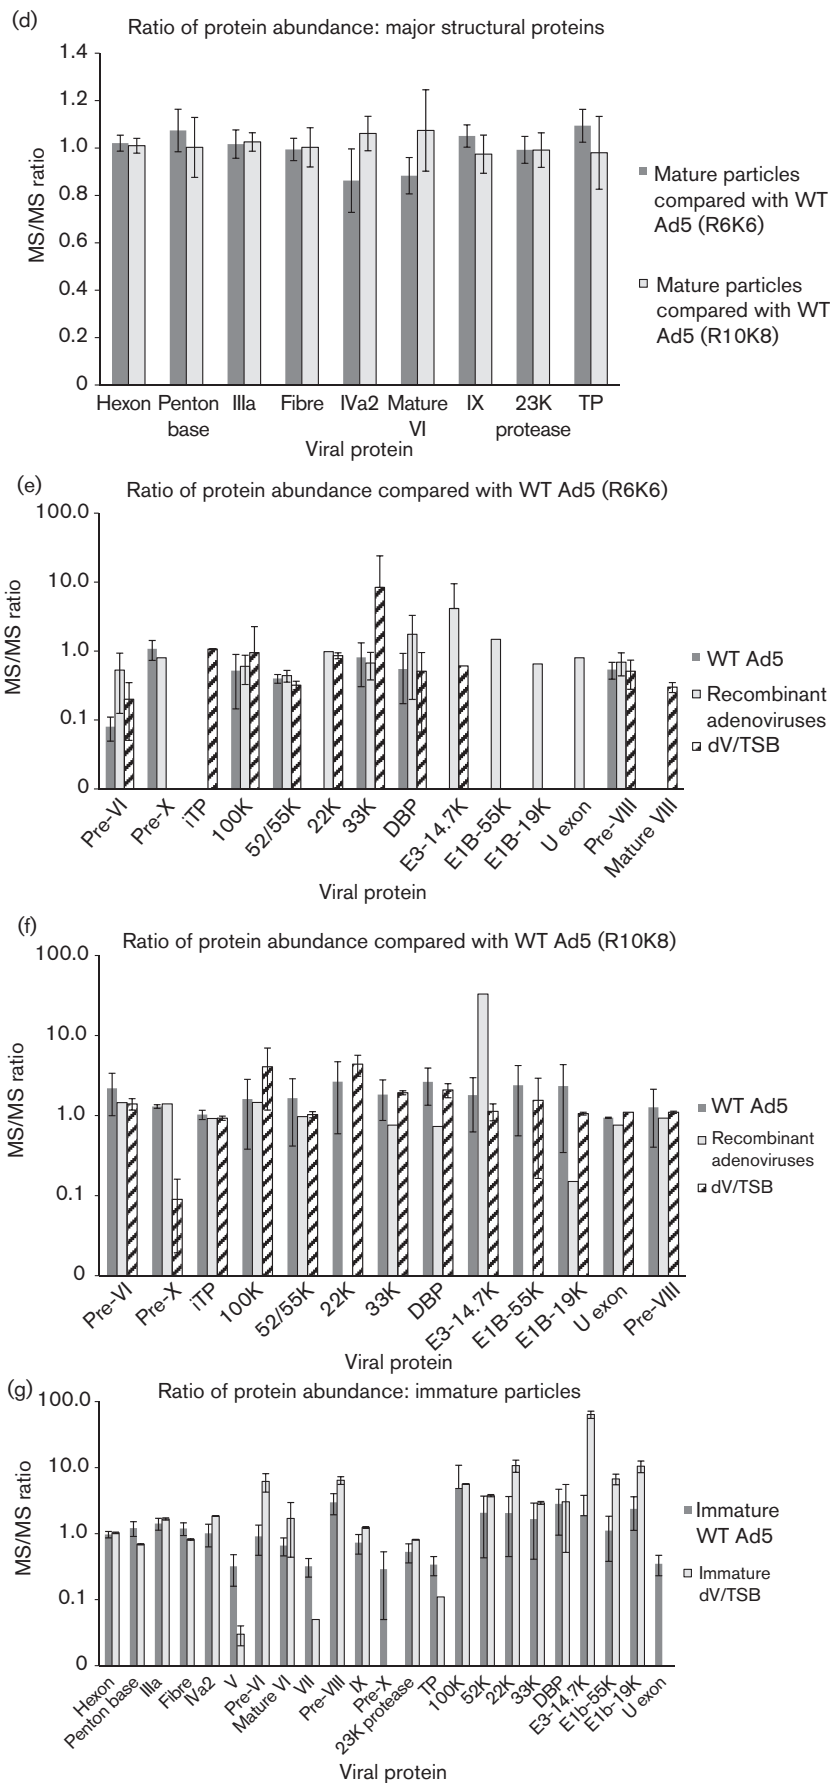 (d)
Ratio of protein abundance: major structural proteins
1.4
1.2
1.0
0.8
0.6
0.4
0.2
0
MS/MS ratio
Hexon Penton base IIIa Fibre IVa2 Mature VI IX 23K protease TP
Viral protein
Mature particles
compared with WT
Ad5 (R6K6)
Mature particles
compared with WT
Ad5 (R10K8)
(e)
Ratio of protein abundance compared with WT Ad5 (R6K6)
100.0
10.0
1.0
0.1
0
MS/MS ratio
Pre-VI Pre-X iTP 100K 52/55K 22K 33K DBP E3-14.7K E1B-55K E1B-19K U exon Pre-VIII Mature VIII
Viral protein
WT Ad5
Recombinant
adenoviruses
dV/TSB
(f)
Ratio of protein abundance compared with WT Ad5 (R10K8)
100.0
10.0
1.0
0.1
0
MS/MS ratio
Pre-VI Pre-X iTP 100K 52/55K 22K 33K DBP E3-14.7K E1B-55K E1B-19K U exon Pre-VIII
Viral protein
WT Ad5
Recombinant
adenoviruses
dV/TSB
(g)
Ratio of protein abundance: immature particles
100.0
10.0
1.0
0.1
0
MS/MS ratio
Hexon Penton base IIIa Fibre IVa2 V Pre-VI Mature VI VII Pre-VIII IX Pre-X 23K protease TP 100K 52K 22K 33K DBP E3-14.7K E1b-55K E1b-19K U exon
Viral protein
Immature
WT Ad5
Immature
dV/TSB